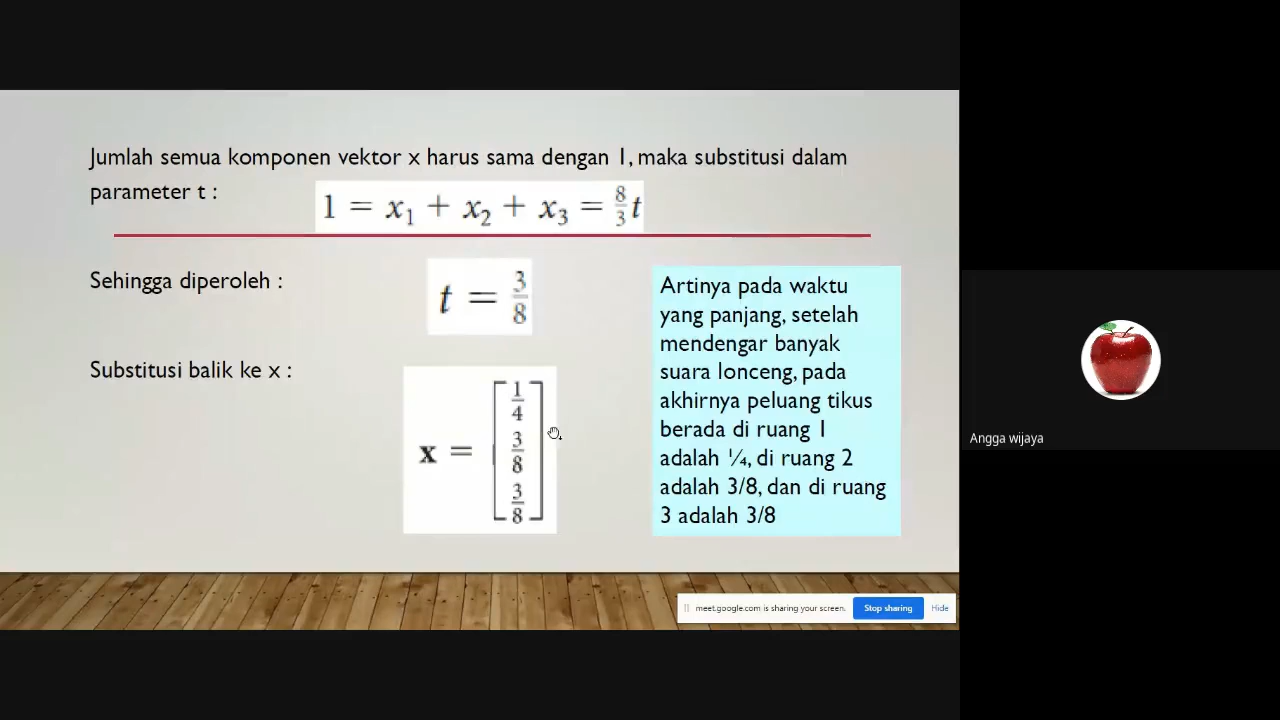 Jumlah semua komponen vektor x harus sama dengan 1, maka substitusi dalam
parameter t :
1 = x₁ + x₂ + x₃ = 8/3 t
Sehingga diperoleh :
t = 3/8
Substitusi balik ke x :
x = [1/4 3/8 3/8]
Artinya pada waktu
yang panjang, setelah
mendengar banyak
suara lonceng, pada
akhirnya peluang tikus
berada di ruang 1
adalah ¼, di ruang 2
adalah 3/8, dan di ruang
3 adalah 3/8
meet.google.com is sharing your screen.
Stop sharing
Hide
Angga wijaya